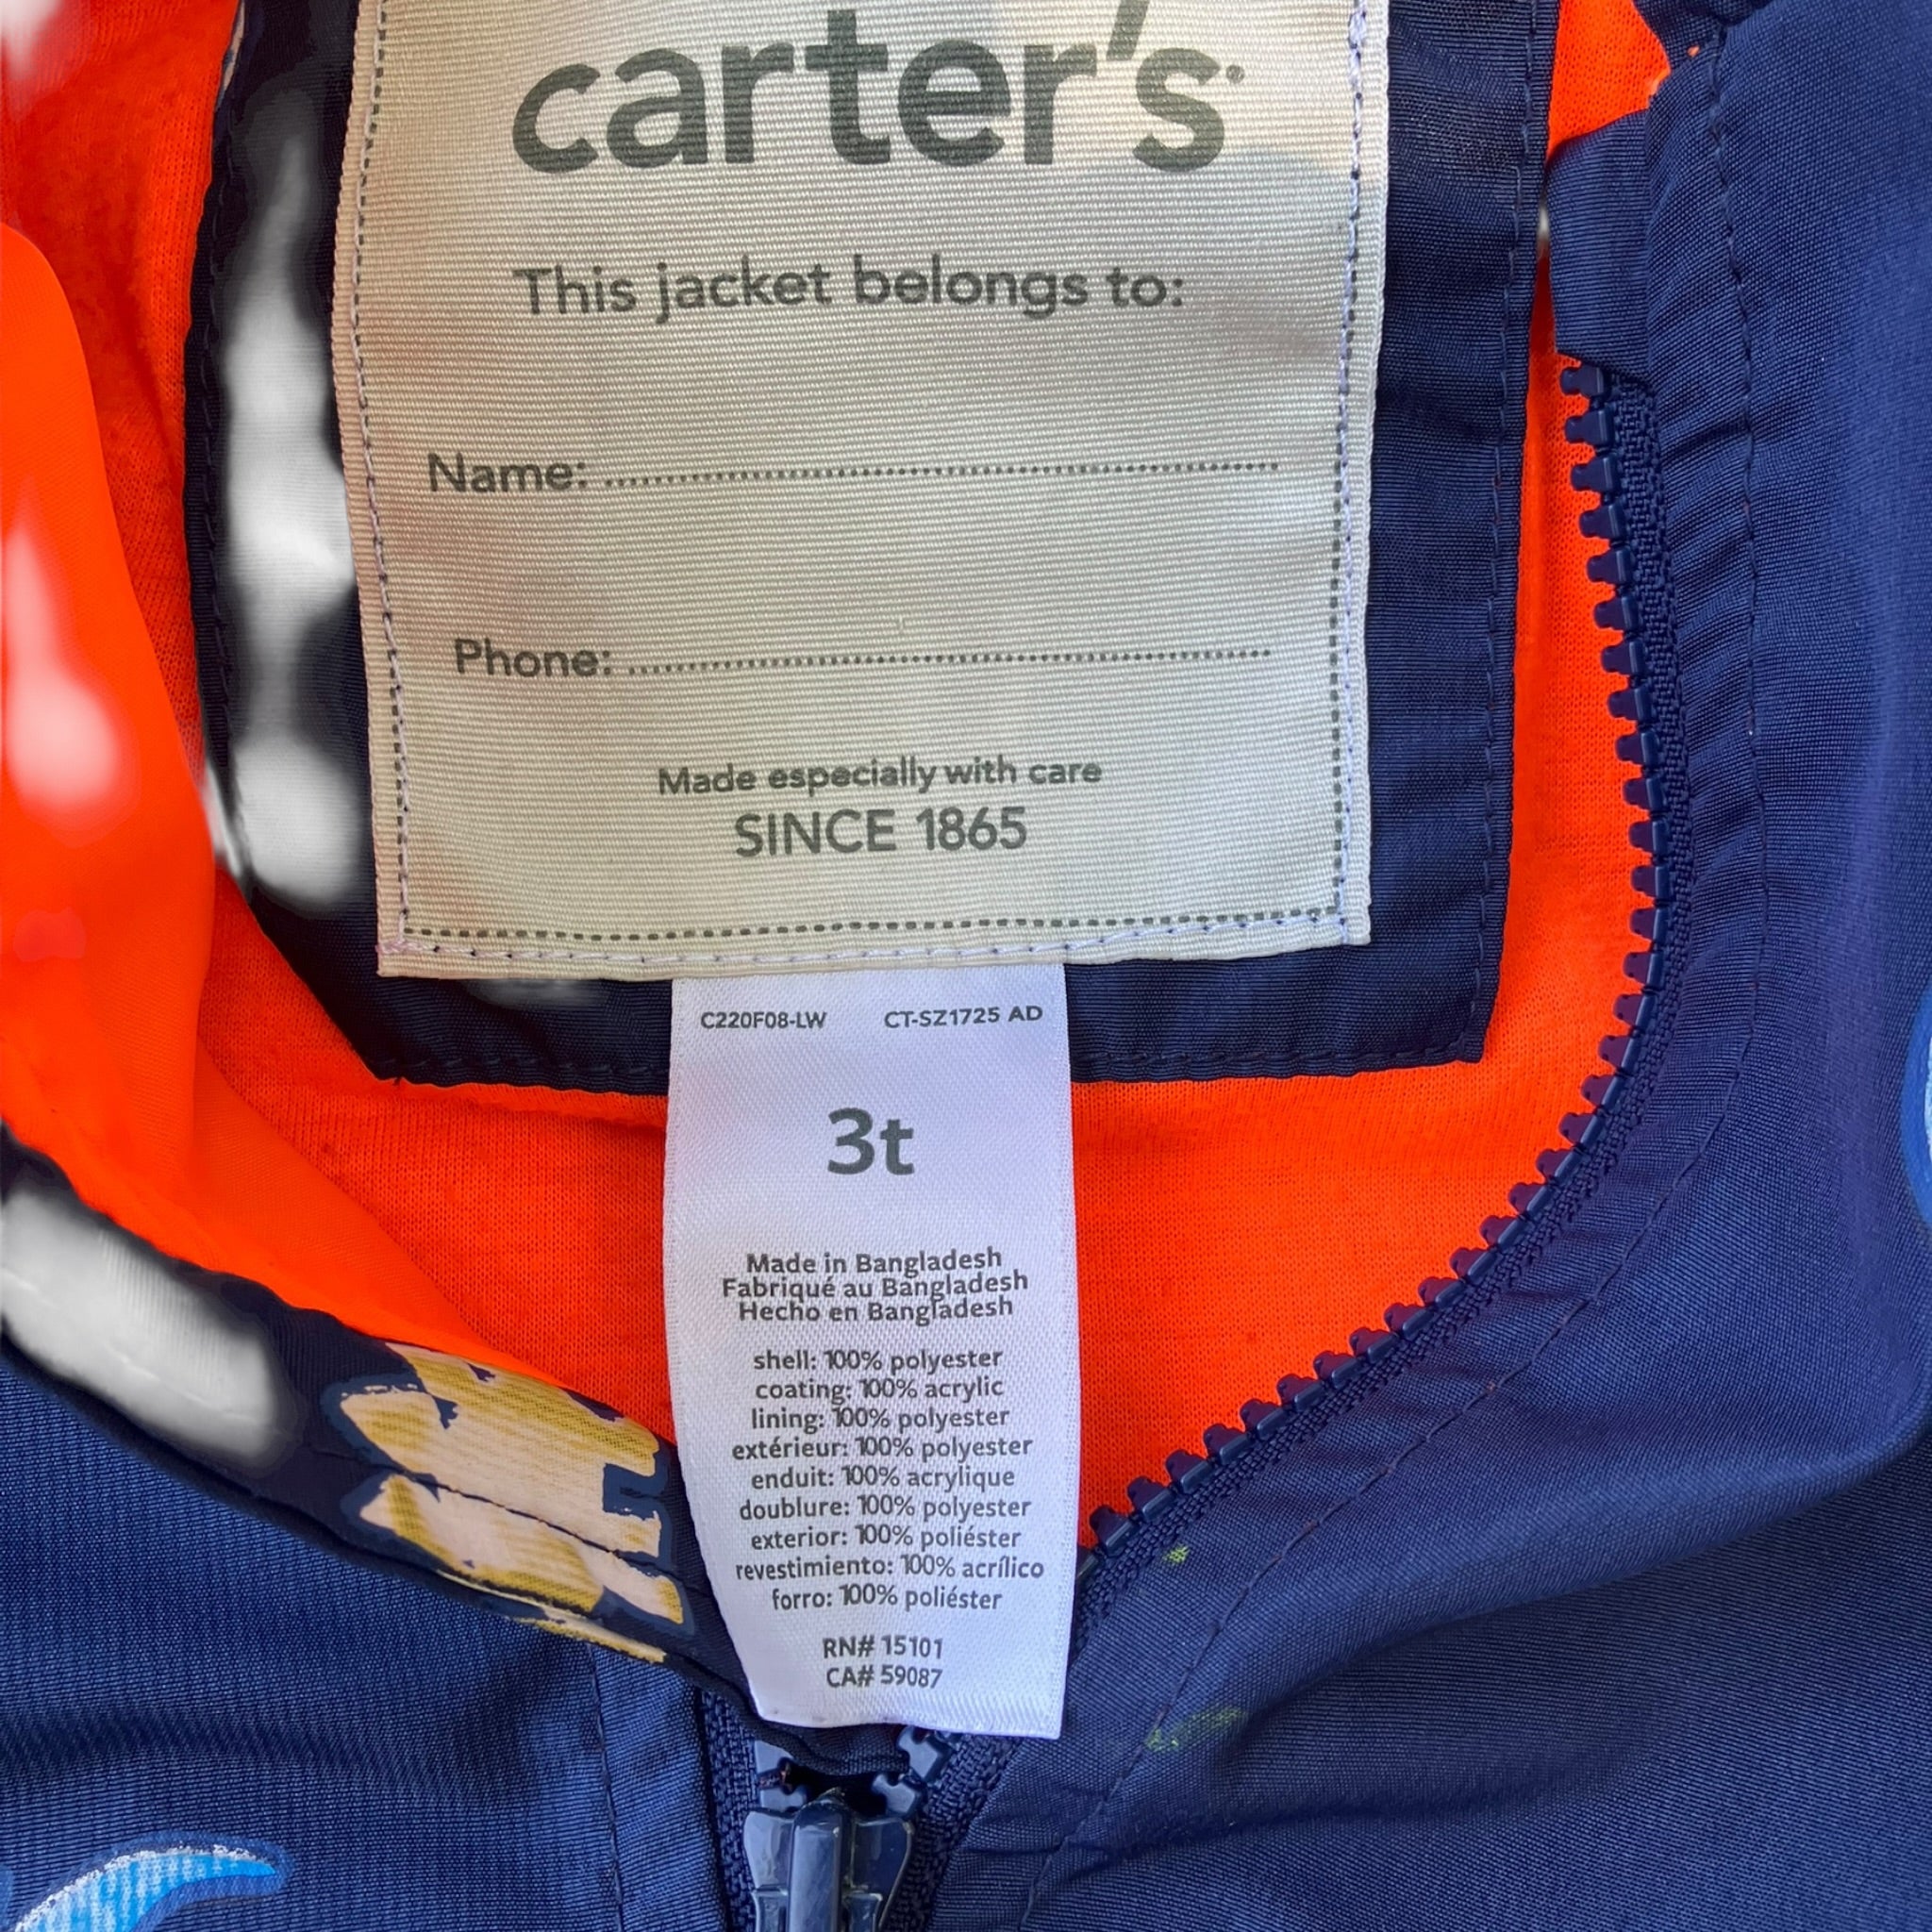 carter's
This jacket belongs to:
Name:
Phone:
Made especially with care
SINCE 1865
C220F08-LW CT-SZ1725 AD
3t
Made in Bangladesh
Fabriqué au Bangladesh
Hecho en Bangladesh
shell: 100% polyester
coating: 100% acrylic
lining: 100% polyester
extérieur: 100% polyester
enduit: 100% acrylique
doublure: 100% polyester
exterior: 100% poliéster
revestimiento: 100% acrílico
forro: 100% poliéster
RN# 15101
CA# 59087